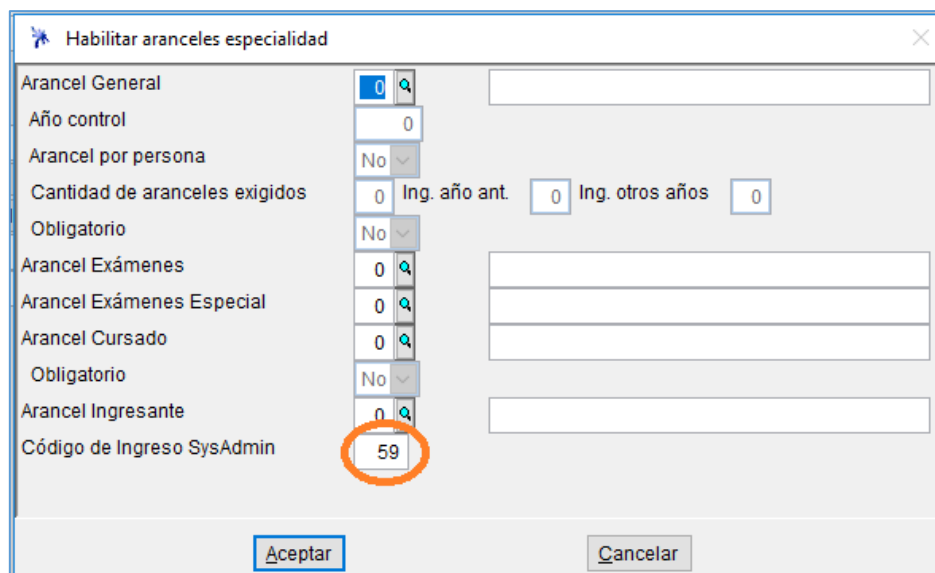 Habilitar aranceles especialidad
Arancel General 0
Año control 0
Arancel por persona No
Cantidad de aranceles exigidos 0 Ing. año ant. 0 Ing. otros años 0
Obligatorio No
Arancel Exámenes 0
Arancel Exámenes Especial 0
Arancel Cursado 0
Obligatorio No
Arancel Ingresante 0
Código de Ingreso SysAdmin 59
Aceptar Cancelar